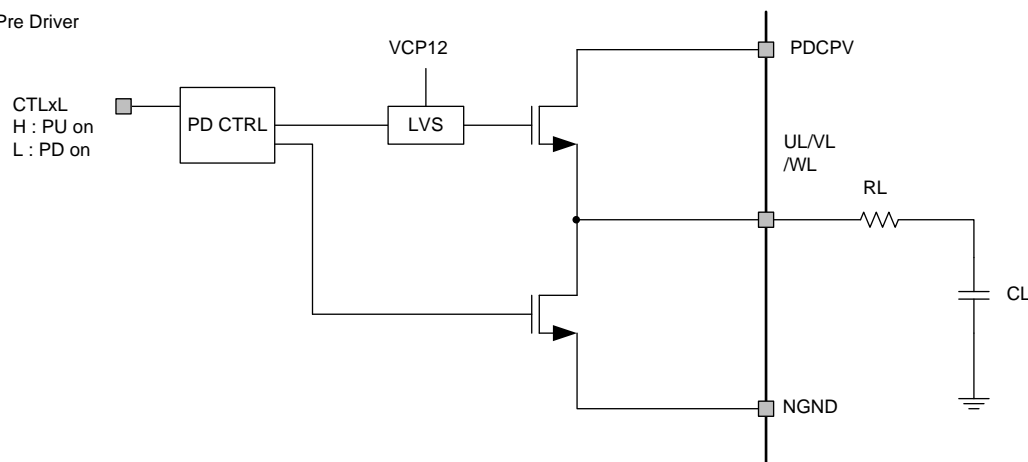 Pre Driver
VCP12
PDCPV
CTLxL
H : PU on
L : PD on
PD CTRL
LVS
UL/VL
/WL
RL
CL
NGND